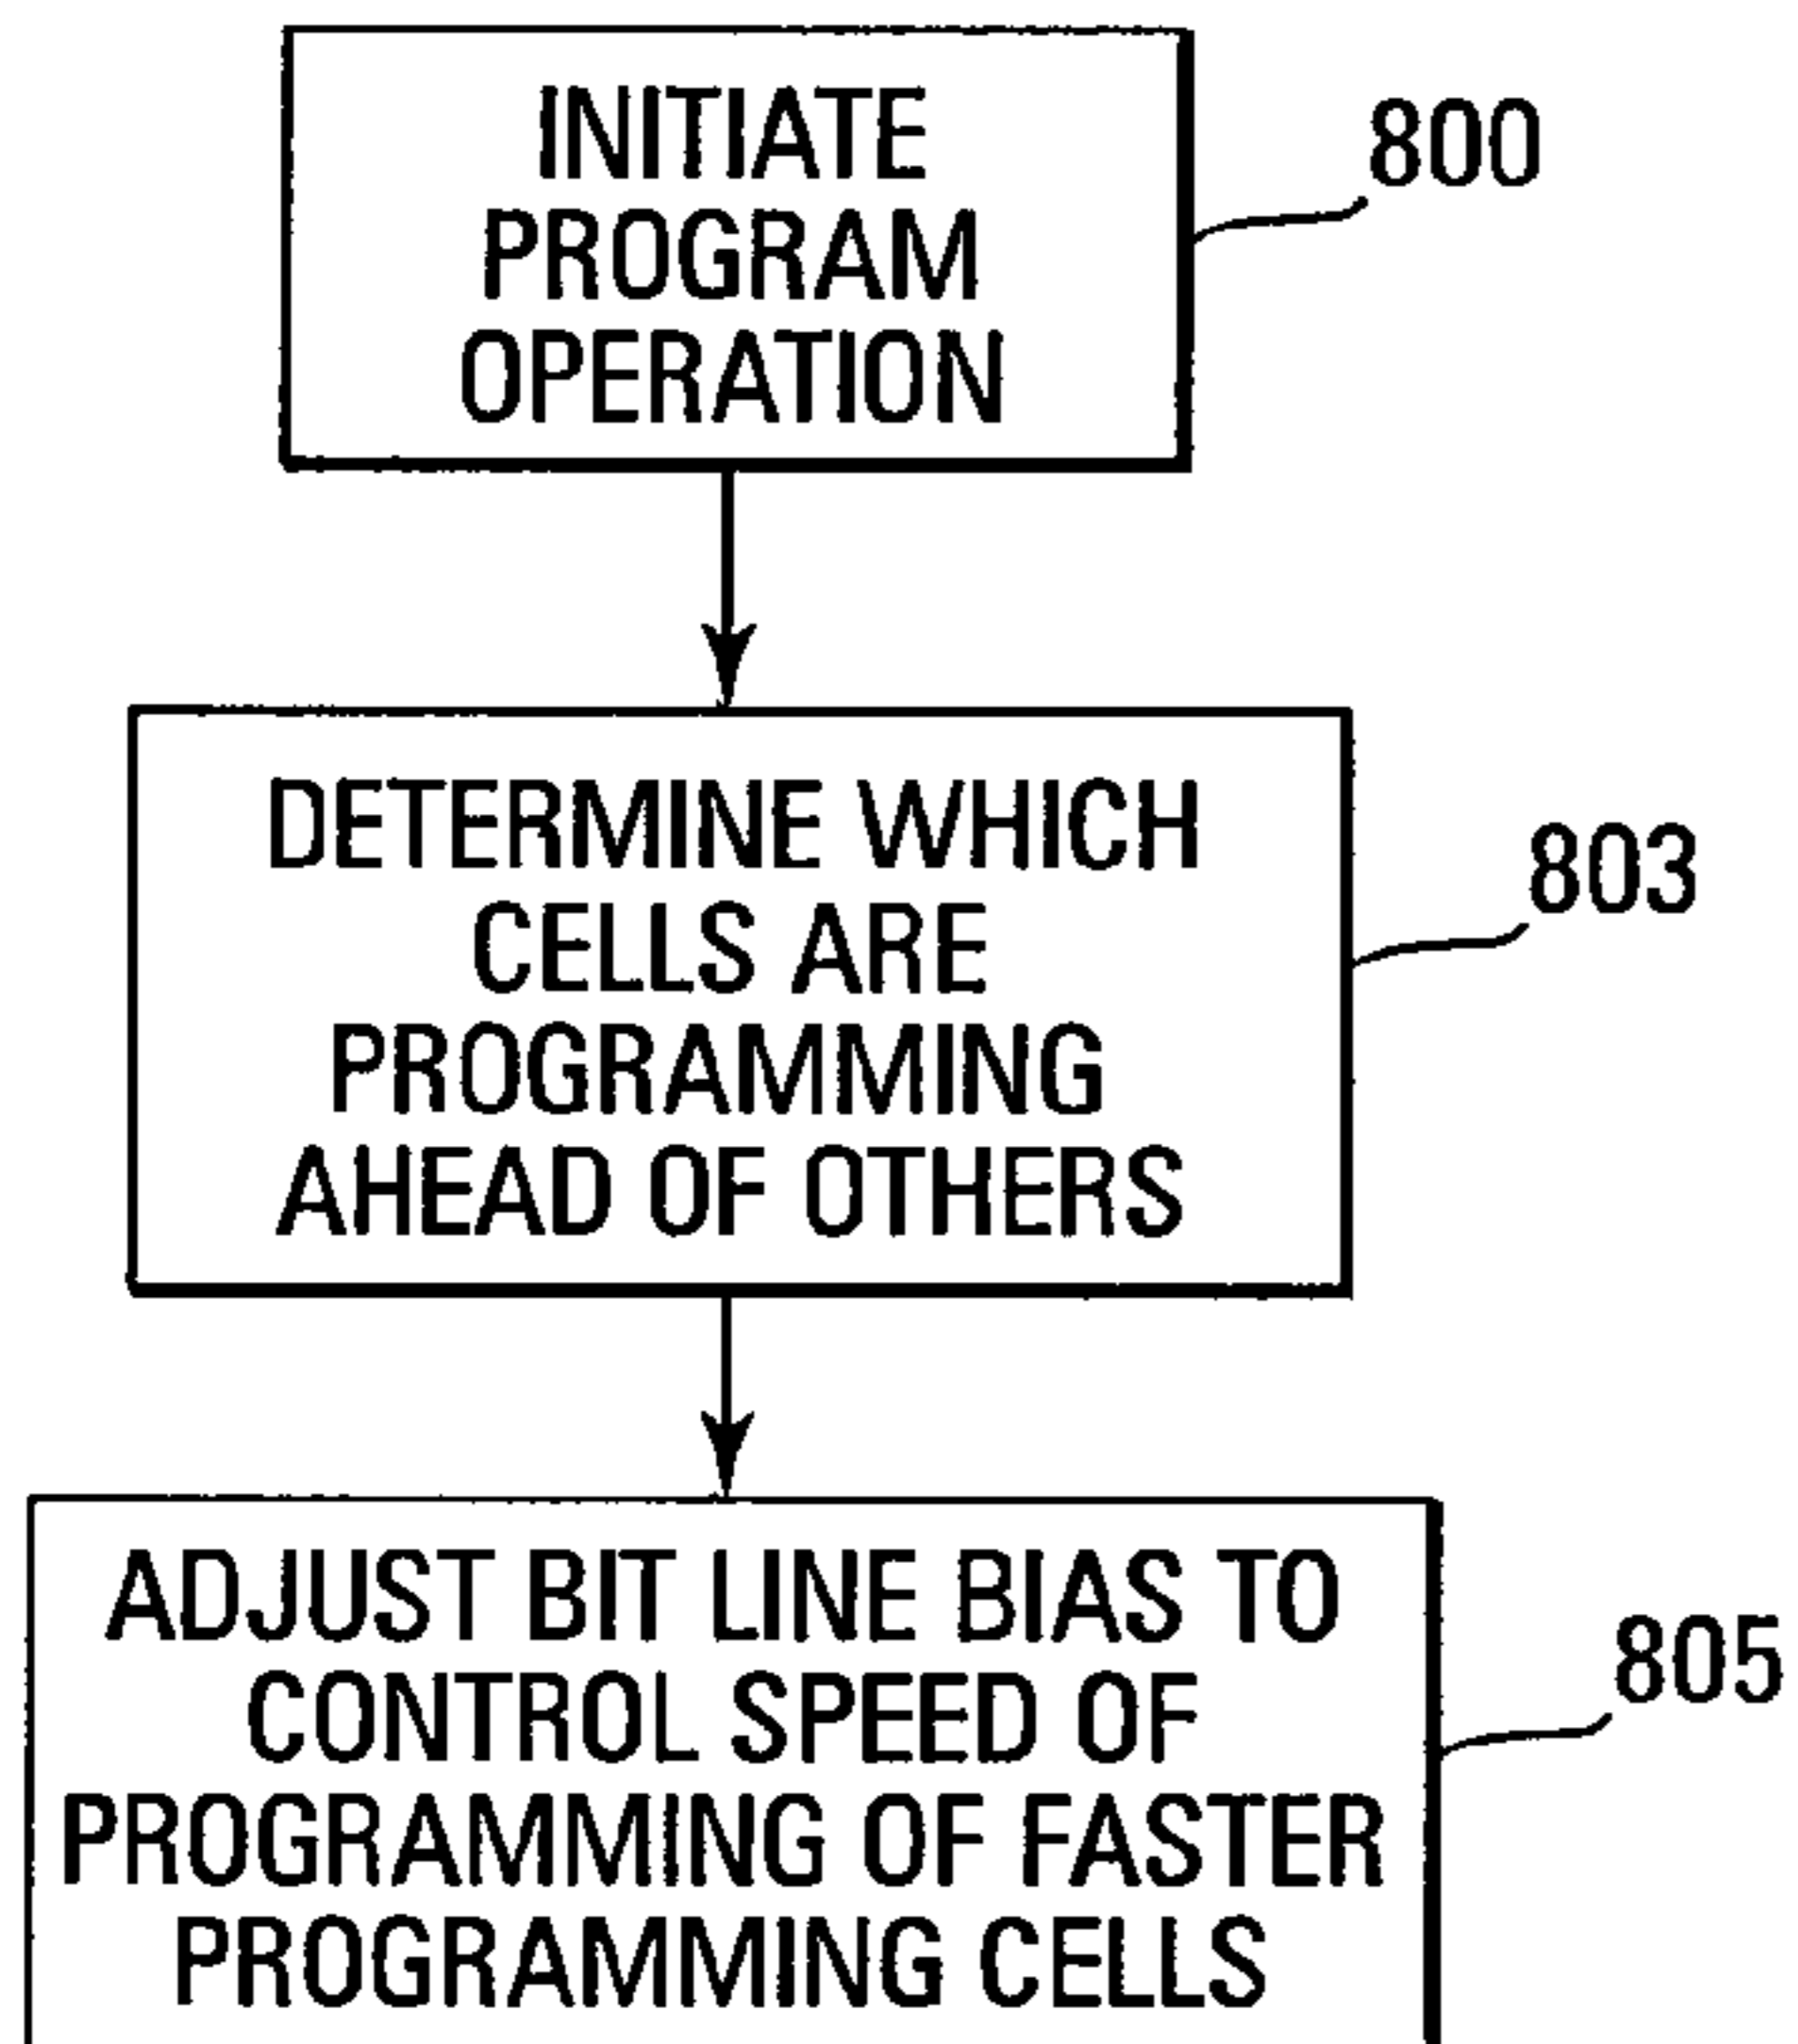 INITIATE
PROGRAM
OPERATION
800
DETERMINE WHICH
CELLS ARE
PROGRAMMING
AHEAD OF OTHERS
803
ADJUST BIT LINE BIAS TO
CONTROL SPEED OF
PROGRAMMING OF FASTER
PROGRAMMING CELLS
805